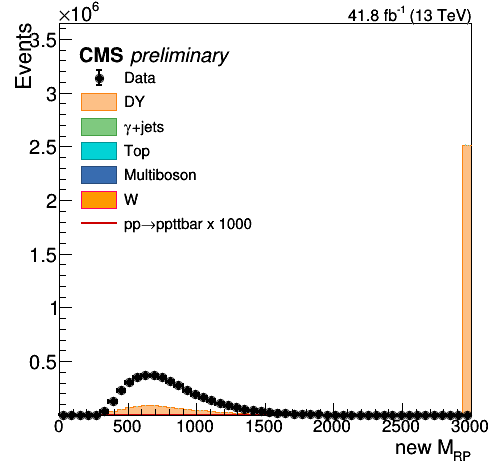 ×10⁶
41.8 fb⁻¹ (13 TeV)
Events
CMS preliminary
Data
DY
γ+jets
Top
Multiboson
W
pp→ppttbar x 1000
3.5
3
2.5
2
1.5
1
0.5
0 500 1000 1500 2000 2500 3000
new M_RP